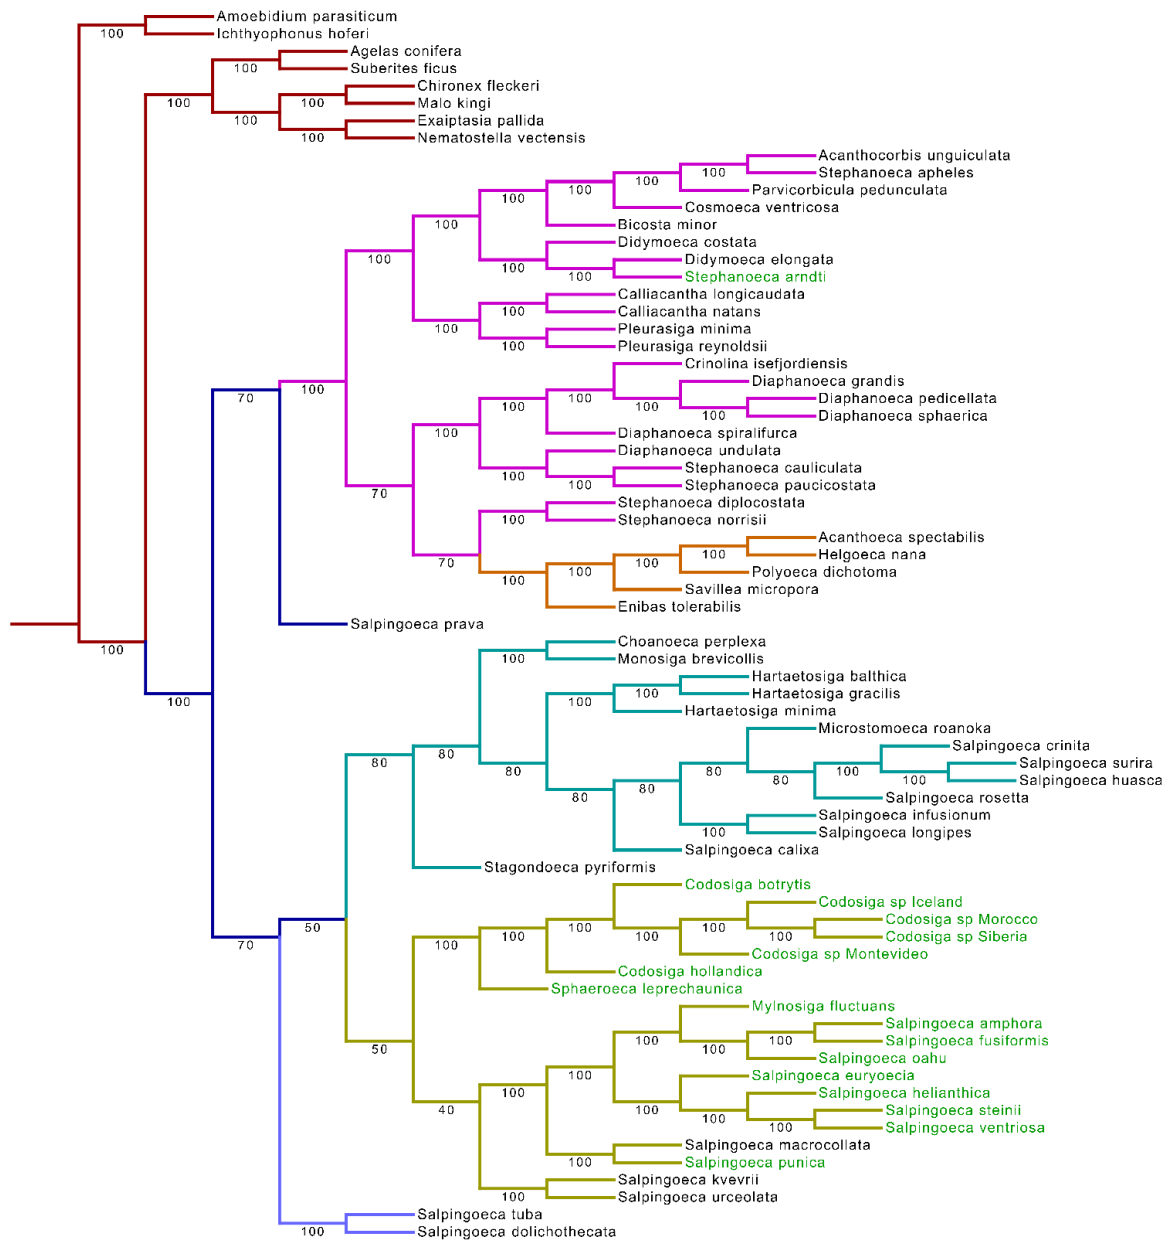 Amoebidium parasiticum
100
Ichthyophonus hoferi
Agelas conifera
100
Suberites ficus
Chironex fleckeri
100
100
Malo kingi
100
Exaiptasia pallida
100
Nematostella vectensis
Acanthocorbis unguiculata
100
Stephanoeca apheles
100
100
Parvicorbicula pedunculata
100
Cosmoeca ventricosa
100
Bicosta minor
Didymoeca costata
100
Didymoeca elongata
100
100
Stephanoeca arndti
Calliacantha longicaudata
100
Calliacantha natans
100
Pleurasiga minima
100
Pleurasiga reynoldsii
Crinolina isefjordiensis
Diaphanoeca grandis
70
100
100
Diaphanoeca pedicellata
100
100
Diaphanoeca sphaerica
100
Diaphanoeca spiralifurca
100
Diaphanoeca undulata
Stephanoeca cauliculata
100
100
Stephanoeca paucicostata
70
Stephanoeca diplocostata
100
Stephanoeca norrisii
Acanthoeca spectabilis
100
Helgoeca nana
70
100
100
Polyoeca dichotoma
100
Savillea micropora
Enibas tolerabilis
Salpingoeca prava
100
Choanoeca perplexa
100
Monosiga brevicollis
Hartaetosiga balthica
100
100
Hartaetosiga gracilis
100
Hartaetosiga minima
Microstomoeca roanoka
Salpingoeca crinita
80
80
Salpingoeca surira
80
80
80
100
100
Salpingoeca huasca
80
80
Salpingoeca rosetta
Salpingoeca infusionum
100
Salpingoeca longipes
Salpingoeca calixa
Stagondoeca pyriformis
Codosiga botrytis
Codosiga sp Iceland
50
100
100
100
Codosiga sp Morocco
100
100
Codosiga sp Siberia
70
100
Codosiga sp Montevideo
Codosiga hollandica
Sphaeroeca leprechaunica
Mylnosiga fluctuans
Salpingoeca amphora
100
100
Salpingoeca fusiformis
50
100
Salpingoeca oahu
100
Salpingoeca euryoecia
100
Salpingoeca helianthica
40
100
100
Salpingoeca steinii
100
Salpingoeca ventriosa
Salpingoeca macrocollata
100
Salpingoeca punica
Salpingoeca kvevrii
100
Salpingoeca urceolata
Salpingoeca tuba
100
Salpingoeca dolichothecata